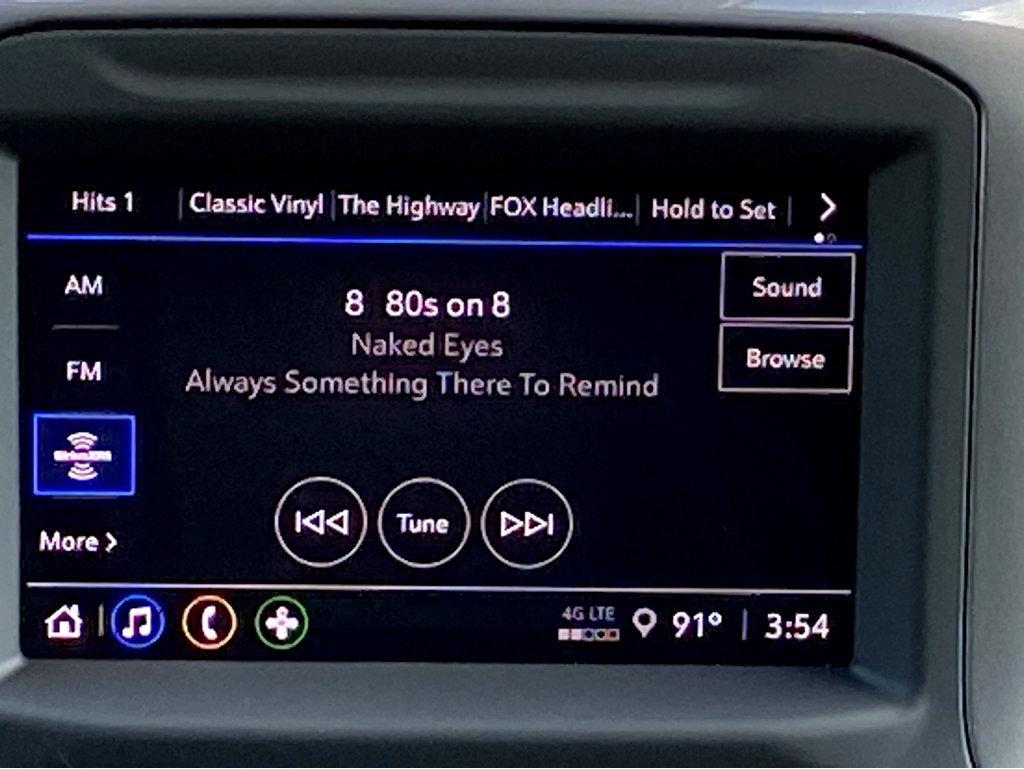 Hits 1 Classic Vinyl The Highway FOX Headli... Hold to Set
AM
FM
SiriusXM
More
8 80s on 8
Naked Eyes
Always Something There To Remind
Sound
Browse
Tune
4G LTE
91° 3:54